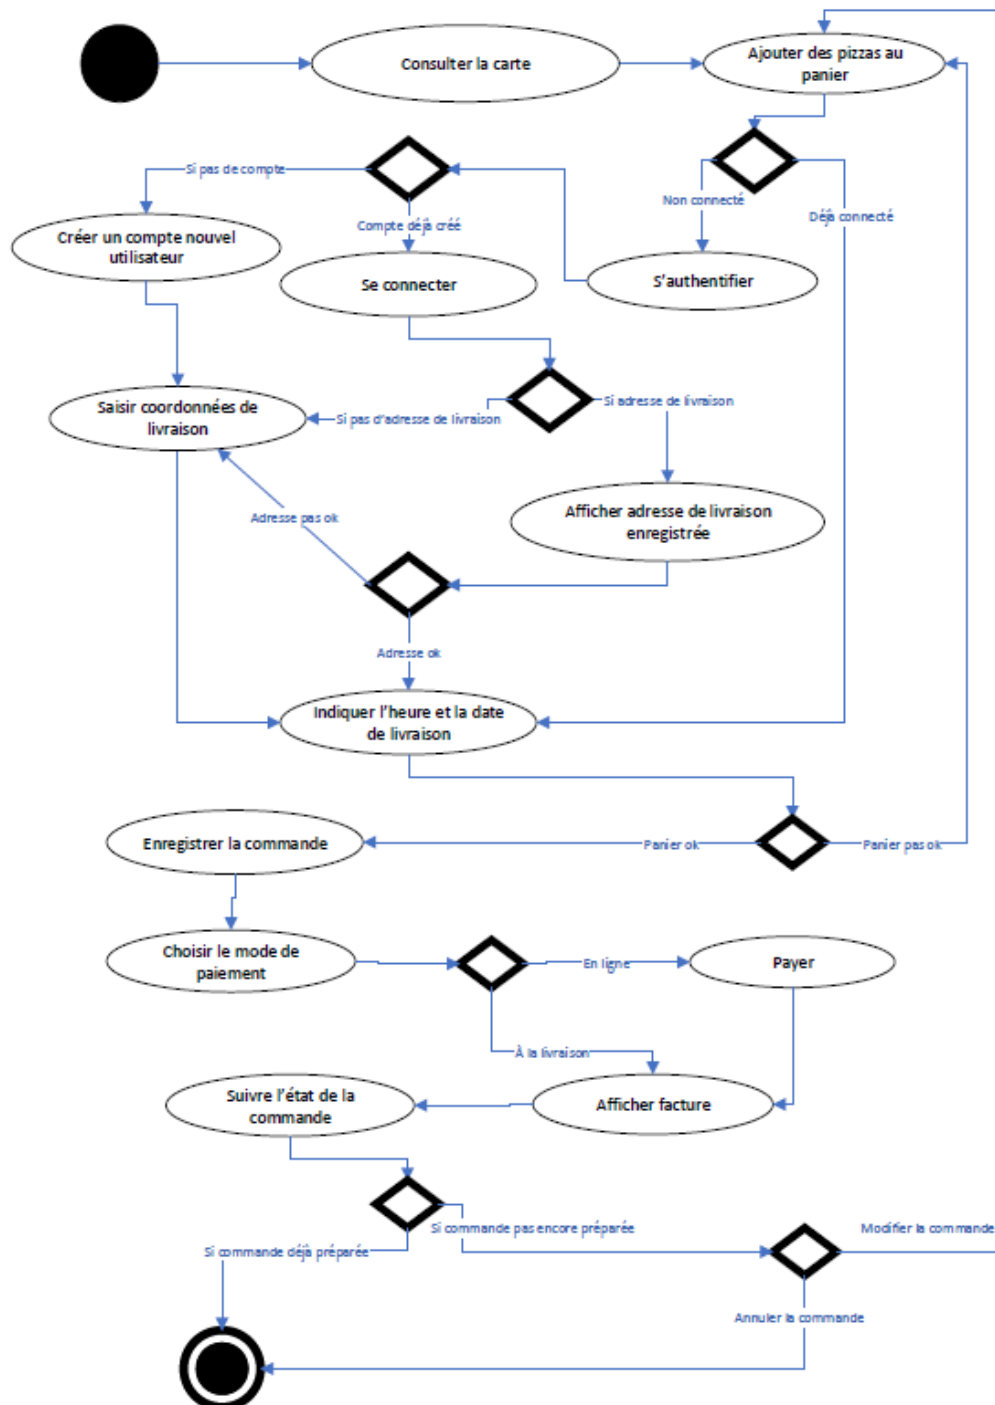 Consulter la carte
Ajouter des pizzas au
panier
Si pas de compte
Non connecté
Déjà connecté
Compte déjà créé
Créer un compte nouvel
utilisateur
Se connecter
S'authentifier
Si adresse de livraison
Saisir coordonnées de
livraison
Si pas d'adresse de livraison
Afficher adresse de livraison
enregistrée
Adresse pas ok
Adresse ok
Indiquer l'heure et la date
de livraison
Enregistrer la commande
Panier ok
Panier pas ok
Choisir le mode de
paiement
En ligne
Payer
À la livraison
Suivre l'état de la
commande
Afficher facture
Si commande pas encore préparée
Modifier la commande
Si commande déjà préparée
Annuler la commande